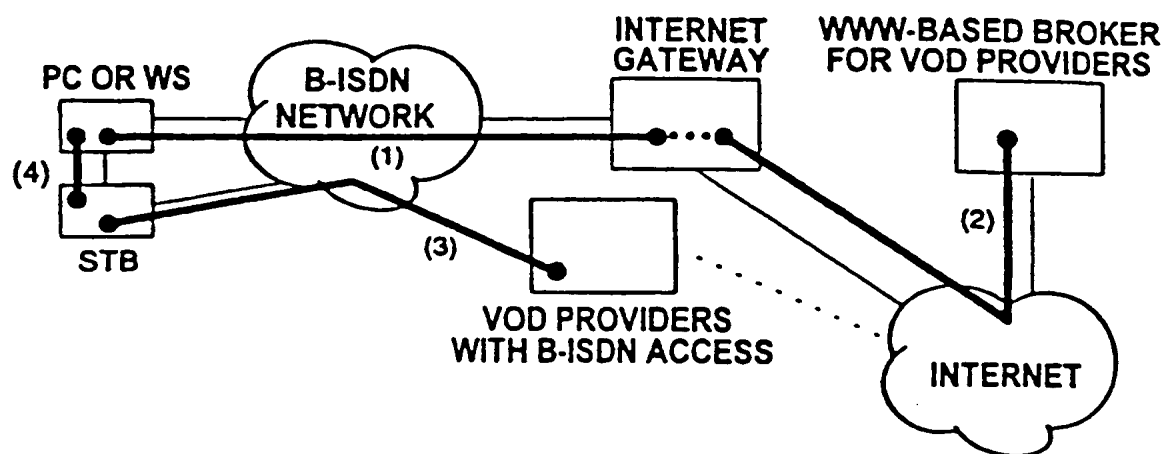 PC OR WS
B-ISDN
NETWORK
INTERNET
GATEWAY
WWW-BASED BROKER
FOR VOD PROVIDERS
(1)
(4)
(2)
STB
(3)
VOD PROVIDERS
WITH B-ISDN ACCESS
INTERNET